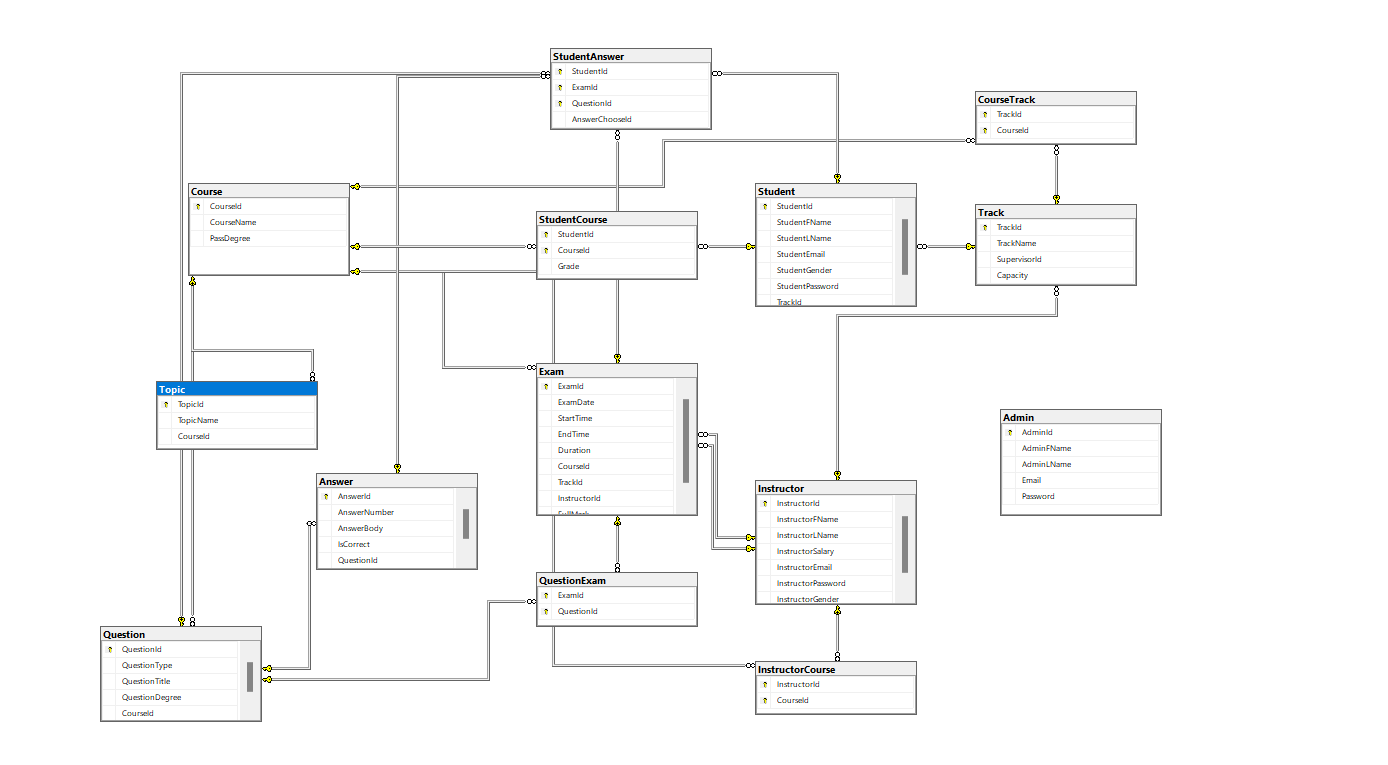 StudentAnswer
StudentId
ExamId
QuestionId
AnswerChooseId
CourseTrack
TrackId
CourseId
Course
CourseId
CourseName
PassDegree
StudentCourse
StudentId
CourseId
Grade
Student
StudentId
StudentFName
StudentLName
StudentEmail
StudentGender
StudentPassword
TrackId
Track
TrackId
TrackName
SupervisorId
Capacity
Topic
TopicId
TopicName
CourseId
Exam
ExamId
ExamDate
StartTime
EndTime
Duration
CourseId
TrackId
InstructorId
FullMark
Admin
AdminId
AdminFName
AdminLName
Email
Password
Answer
AnswerId
AnswerNumber
AnswerBody
IsCorrect
QuestionId
Instructor
InstructorId
InstructorFName
InstructorLName
InstructorSalary
InstructorEmail
InstructorPassword
InstructorGender
QuestionExam
ExamId
QuestionId
Question
QuestionId
QuestionType
QuestionTitle
QuestionDegree
CourseId
InstructorCourse
InstructorId
CourseId